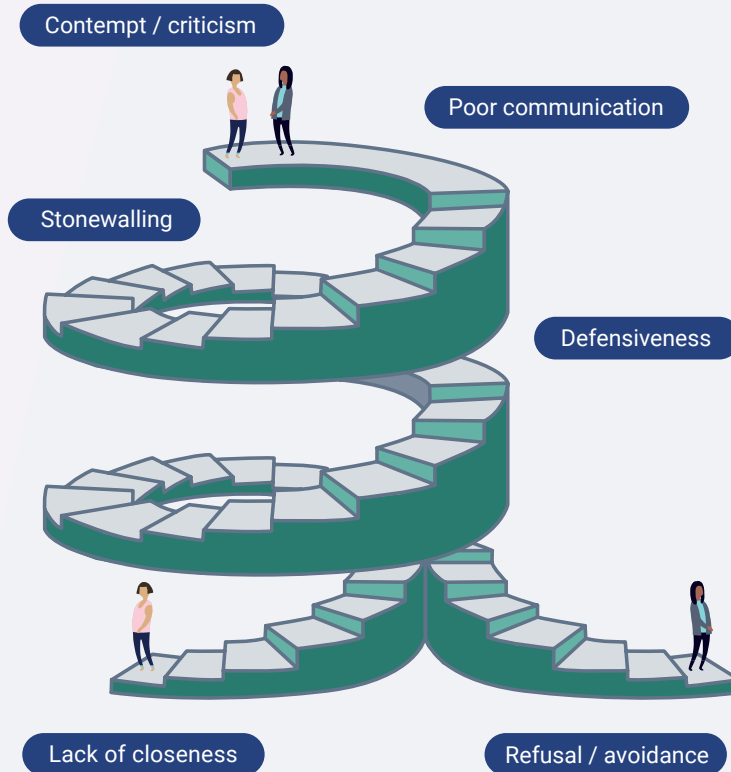 Contempt / criticism
Poor communication
Stonewalling
Defensiveness
Lack of closeness
Refusal / avoidance